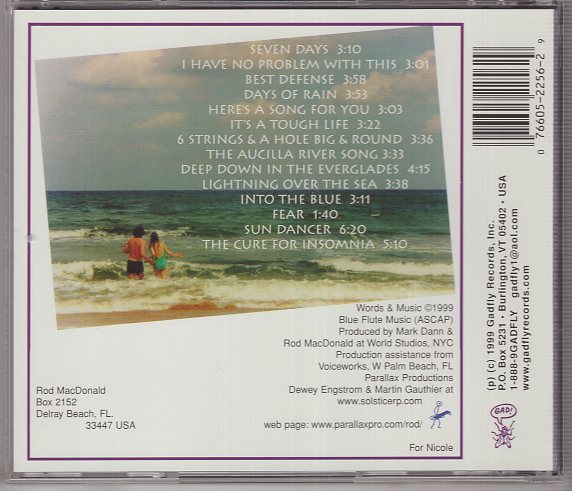 SEVEN DAYS 3:10
I HAVE NO PROBLEM WITH THIS 3:01
BEST DEFENSE 3:58
DAYS OF RAIN 3:53
HERE'S A SONG FOR YOU 3:03
IT'S A TOUGH LIFE 3:22
6 STRINGS & A HOLE BIG & ROUND 3:36
THE AUCILLA RIVER SONG 3:33
DEEP DOWN IN THE EVERGLADES 4:15
LIGHTNING OVER THE SEA 3:38
INTO THE BLUE 3:11
FEAR 1:40
SUN DANCER 6:20
THE CURE FOR INSOMNIA 5:10
Words & Music ©1999
Blue Flute Music (ASCAP)
Produced by Mark Dann &
Rod MacDonald at World Studios, NYC
Production assistance from
Voiceworks, W Palm Beach, FL
Parallax Productions
Dewey Engstrom & Martin Gauthier at
www.solsticerp.com
web page: www.parallaxpro.com/rod/
For Nicole
Rod MacDonald
Box 2152
Delray Beach, FL.
33447 USA
0 76605-2256-2 9
(p) (c) 1999 Gadfly Records, Inc.
P.O. Box 5231 • Burlington, VT 05402 • USA
1-888-9GADFLY gadfly1@aol.com
www.gadflyrecords.com
GAD!